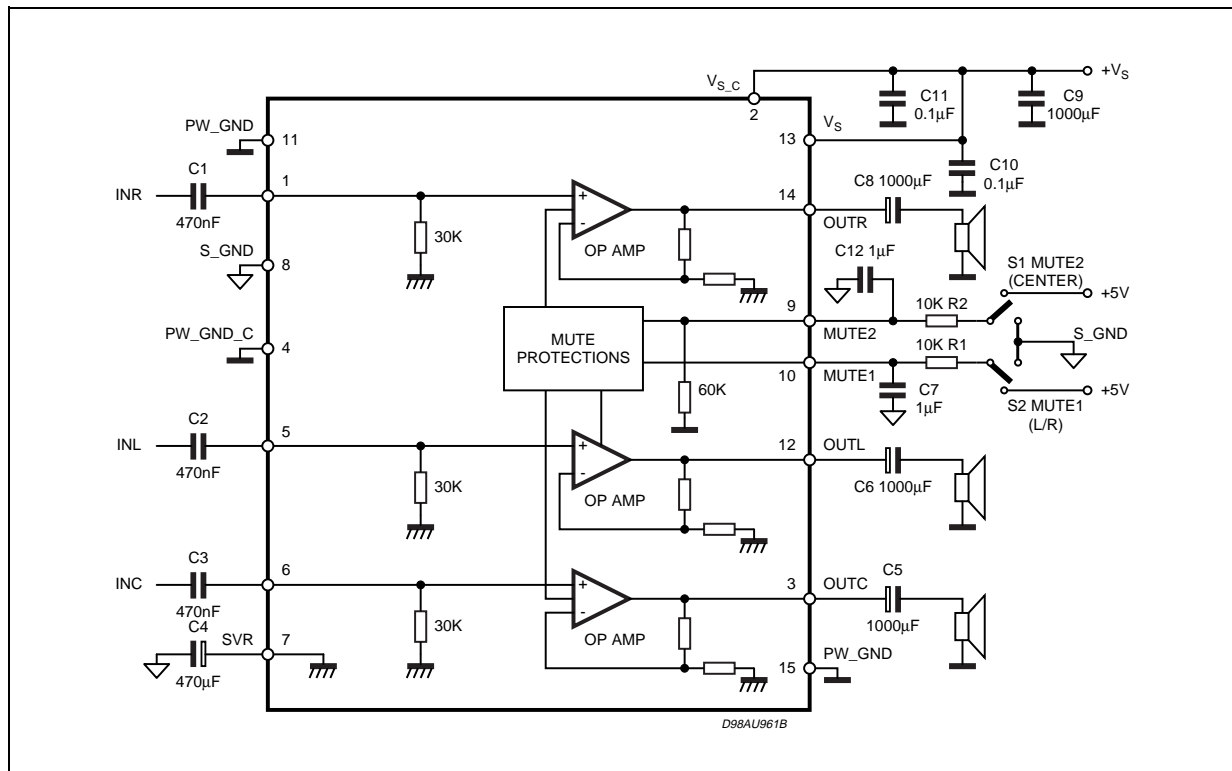 +VS
VS_C
2
C11
0.1µF
C9
1000µF
PW_GND
11
VS
13
C10
0.1µF
C1
INR
470nF
1
30K
+
-
OP AMP
14
C8 1000µF
OUTR
S_GND
8
C12 1µF
S1 MUTE2
(CENTER)
+5V
9
MUTE2
10K R2
S_GND
MUTE
PROTECTIONS
PW_GND_C
4
10
MUTE1
10K R1
60K
C7
1µF
+5V
S2 MUTE1
(L/R)
C2
INL
470nF
5
30K
+
-
OP AMP
12
OUTL
C6 1000µF
C3
INC
470nF
6
30K
+
-
OP AMP
3
OUTC
C5
1000µF
C4
470µF
SVR
7
15
PW_GND
D98AU961B